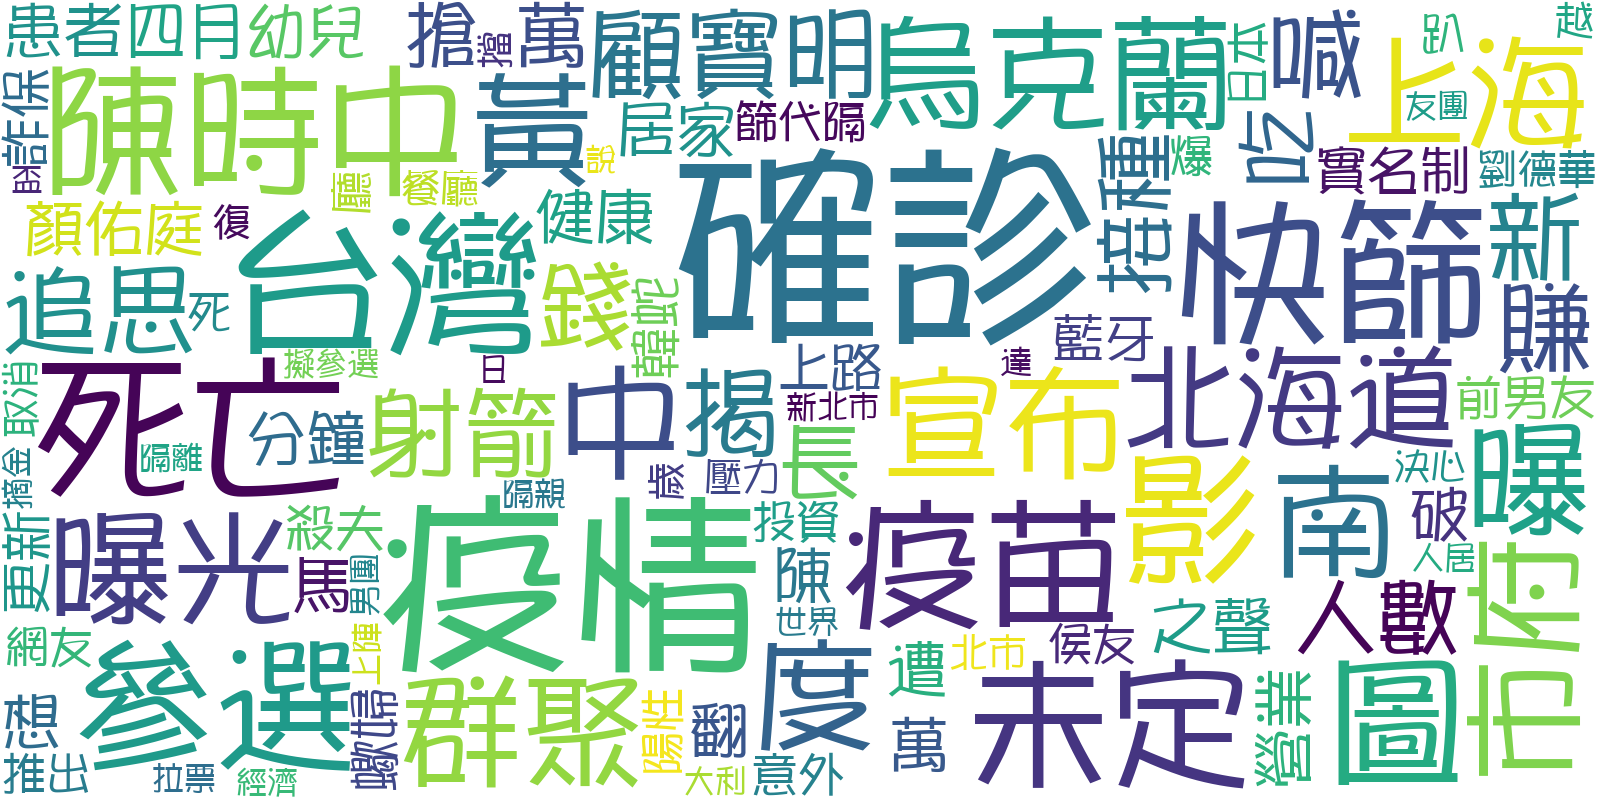 患者四月幼兒
搶
擋
萬
顧寶明
烏克蘭
日本
喊
趴
越
上海
友團
詐保
陳時中
黃
居家
節代隔
說
確診
捂種
爆
吃
實名制
劉德華
廳
餐廳
顏佑庭
復
台灣
健康
快篩
新
追思
死
錢
韓蛇
藍牙
賺
取消
死亡
擬參選
日
中
揭
上路
新北市
達
宣布
北海道
前男友
射箭
分鐘
隔離
摘金
長
歲
壓力
隔親
影
南
決心
破
曝
更新
曝光
殺夫
馬
男團
疫情
投資
陳
世界
疫苗
人居
市府
網友
上陣
參選
群聚
陽性
翻
度
遭
北市
侯友
之聲
人數
想
推出
拉票
經濟
大利
意外
萬
未定
營業
圖